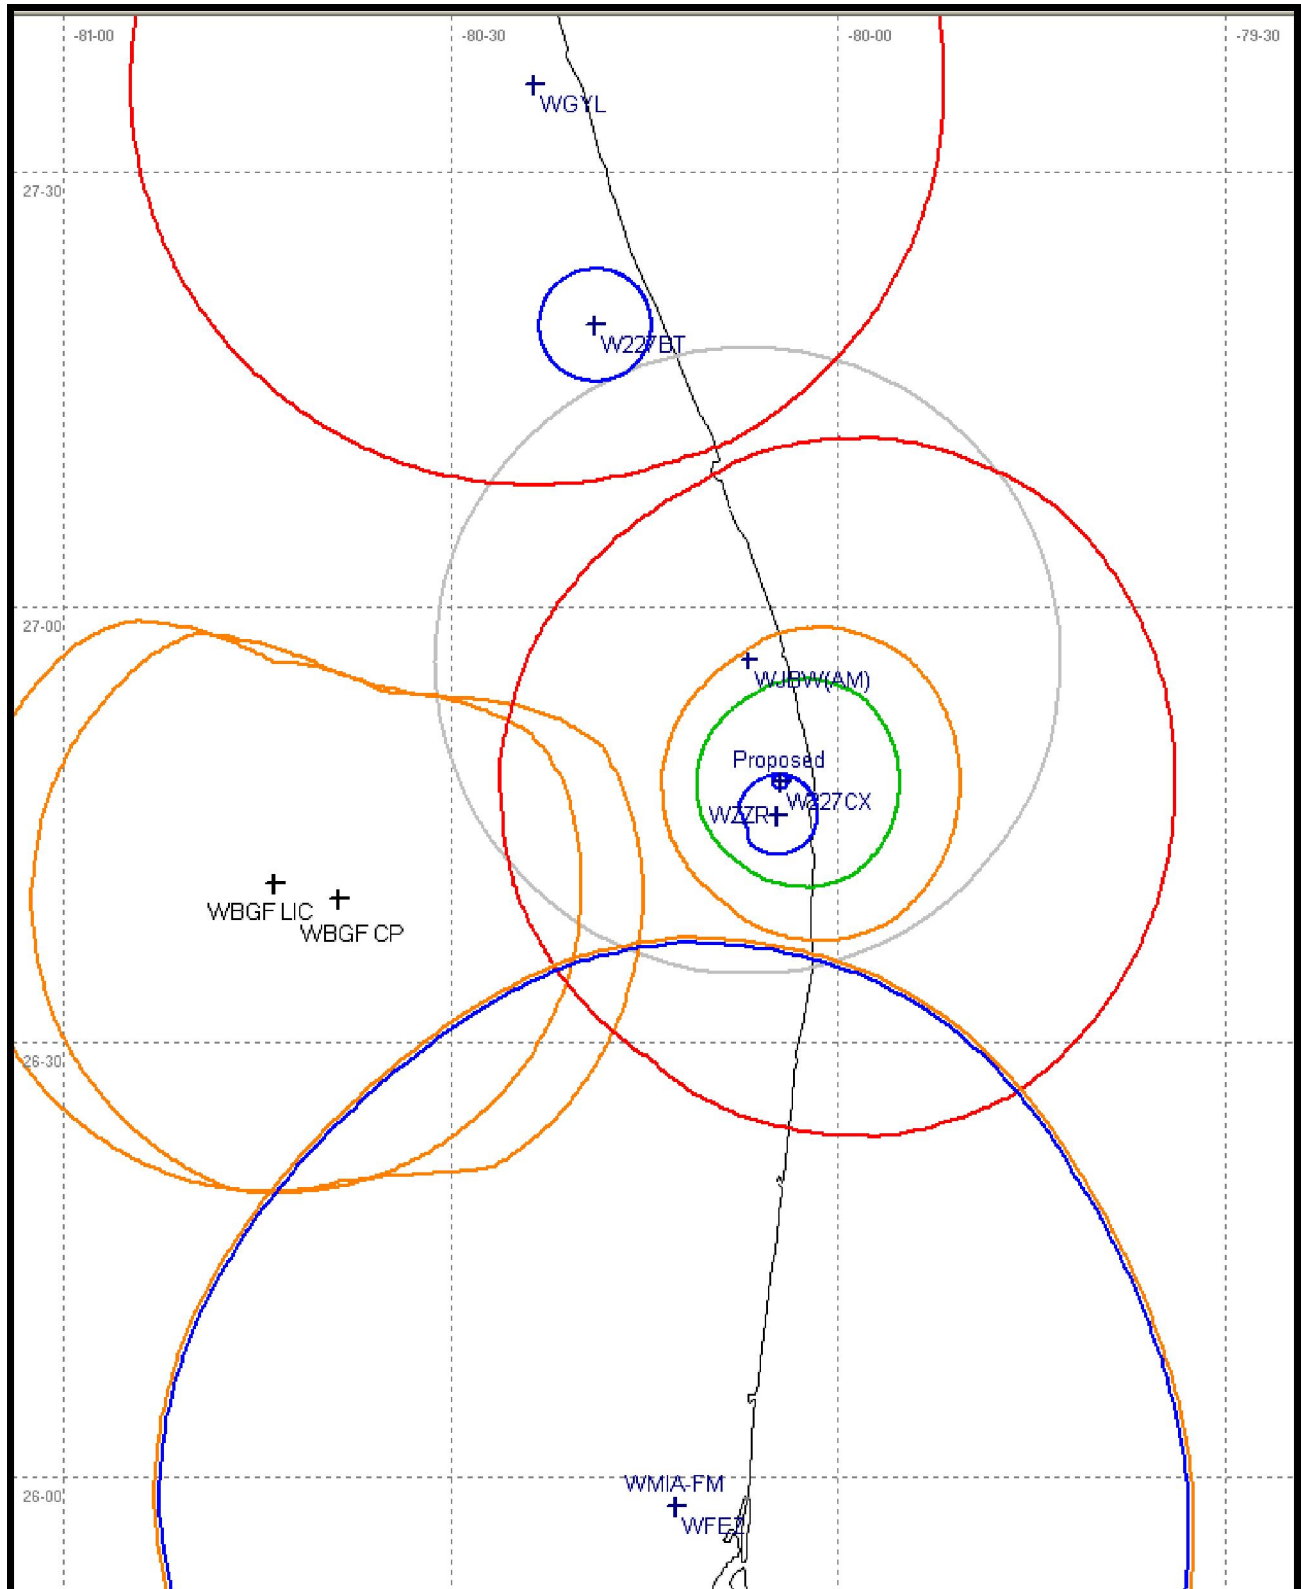 -81-00
-80-30
-80-00
-79-30
WGYL
27-30
W227BT
27-00
WJBW(AM)
Proposed
W227CX
WZZR
WBGF LIC
WBGF CP
26-30
WMIA-FM
26-00
WFEZ